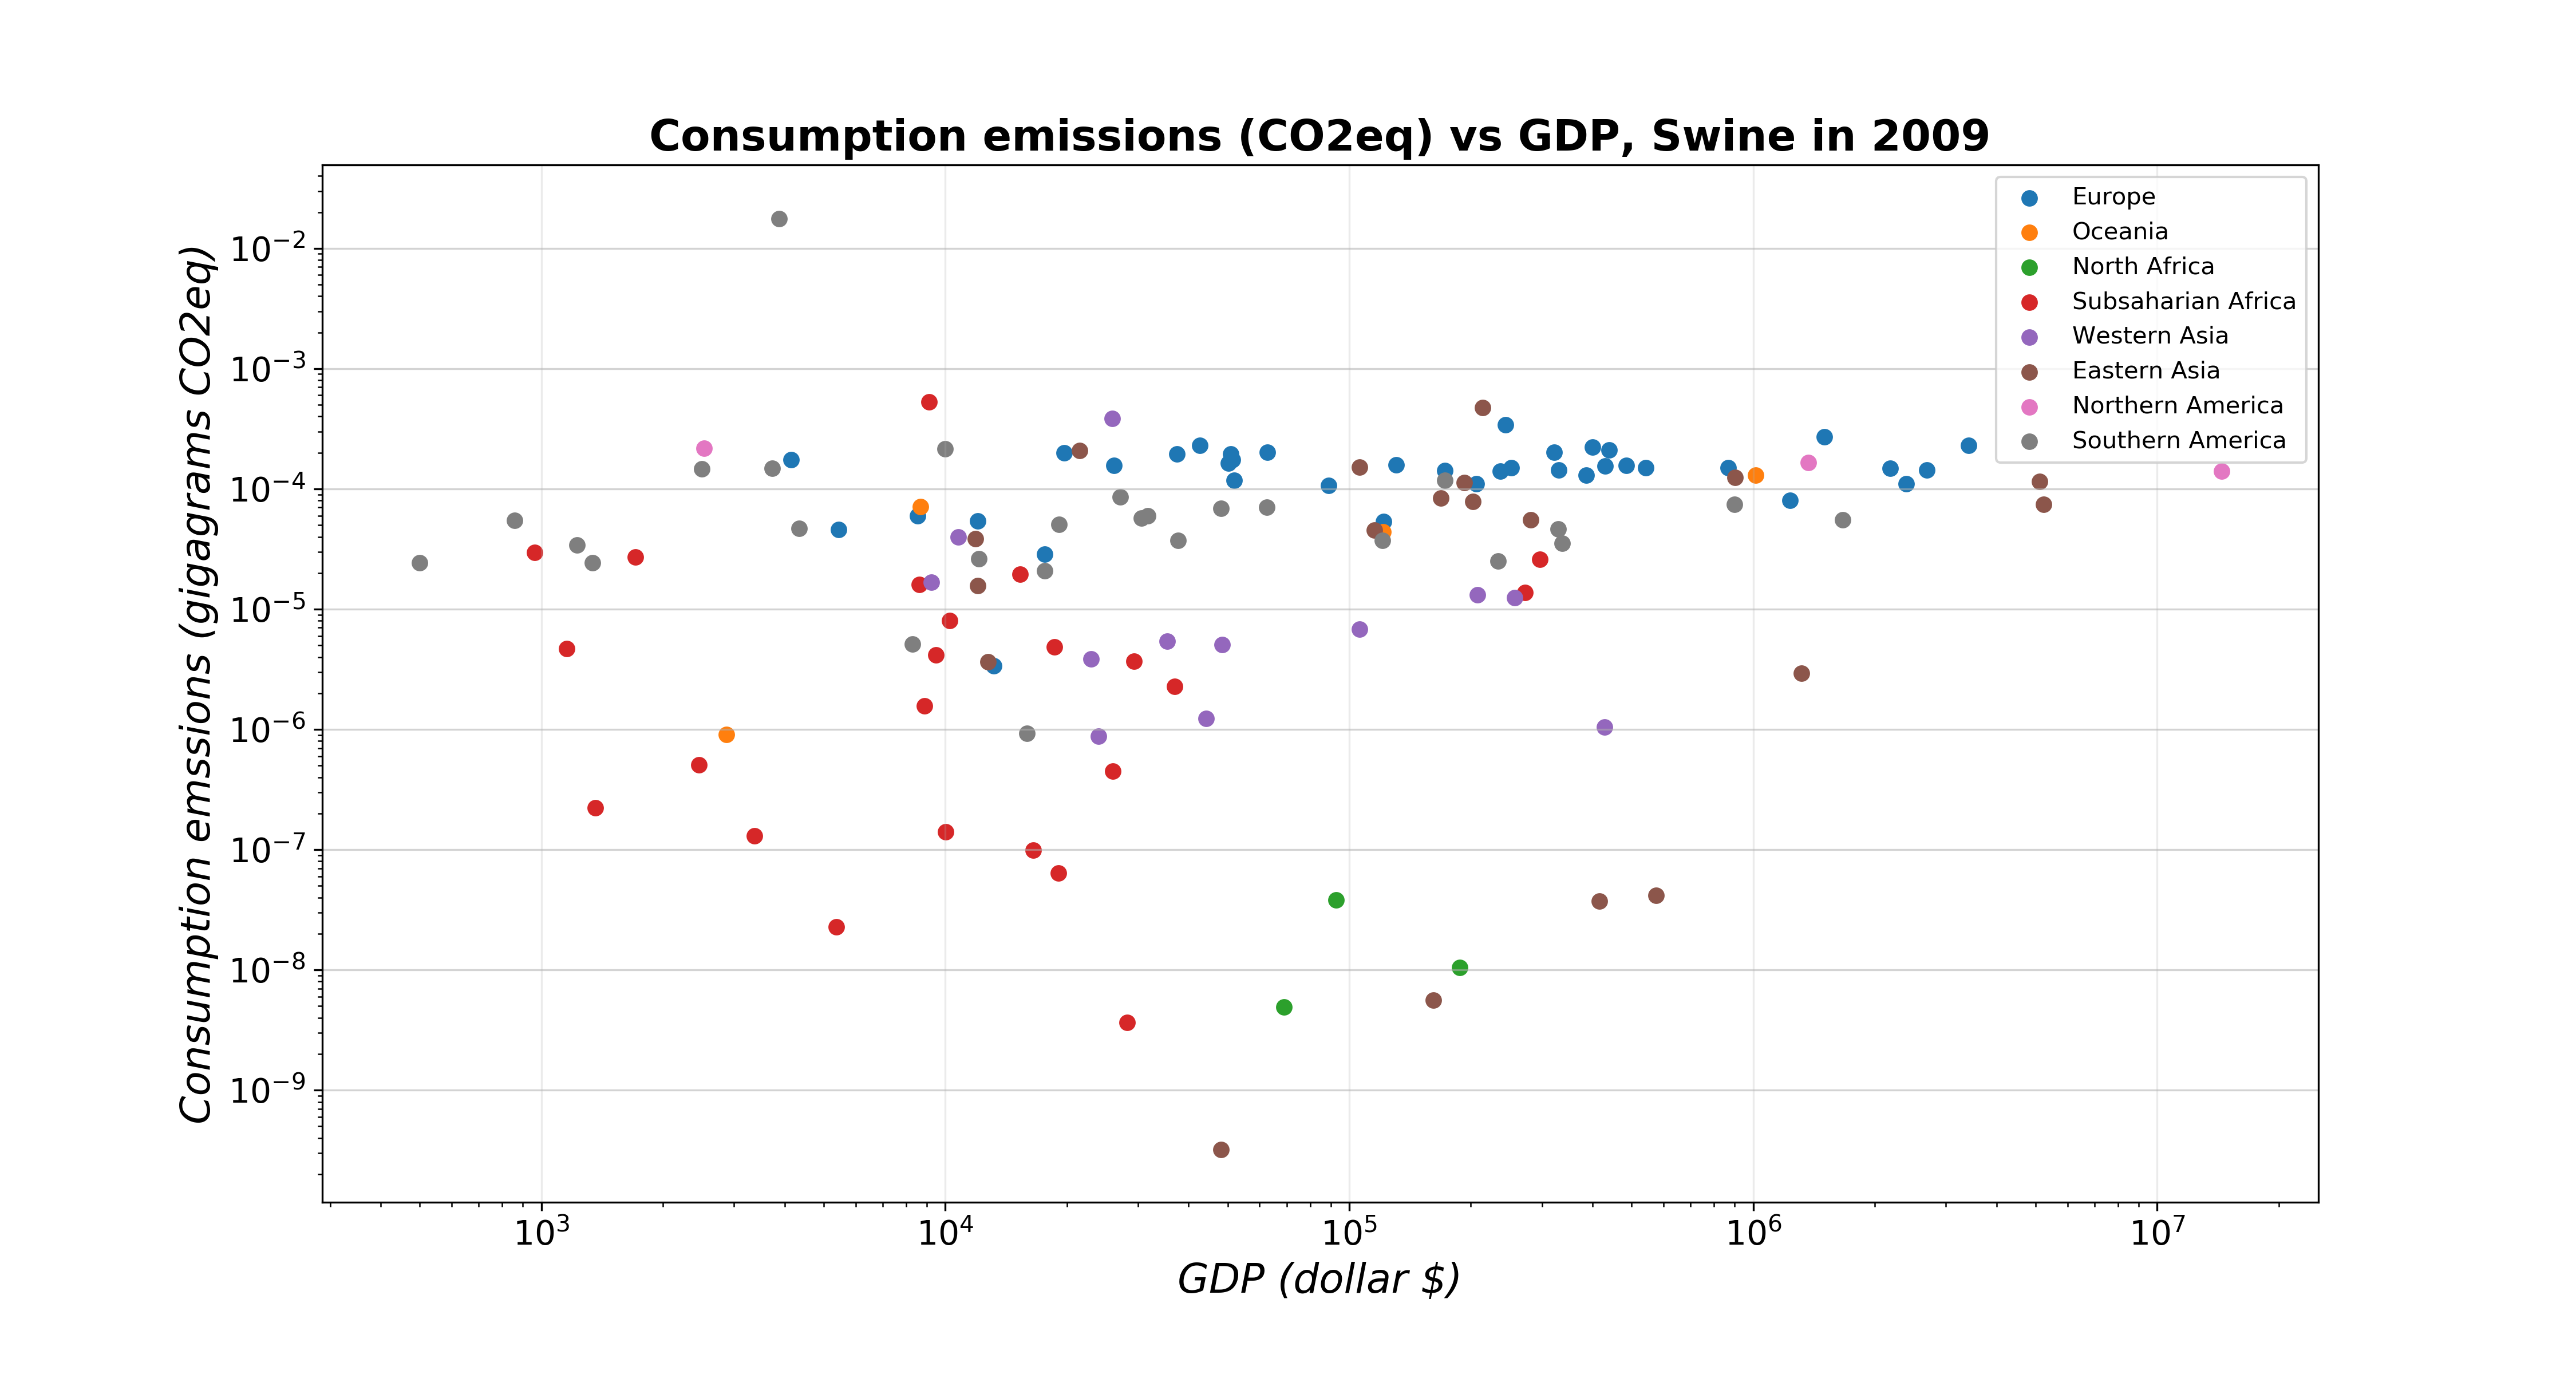 Consumption emissions (CO2eq) vs GDP, Swine in 2009
Consumption emssions (gigagrams CO2eq)
10⁻²
10⁻³
10⁻⁴
10⁻⁵
10⁻⁶
10⁻⁷
10⁻⁸
10⁻⁹
Europe
Oceania
North Africa
Subsaharian Africa
Western Asia
Eastern Asia
Northern America
Southern America
10³ 10⁴ 10⁵ 10⁶ 10⁷
GDP (dollar $)